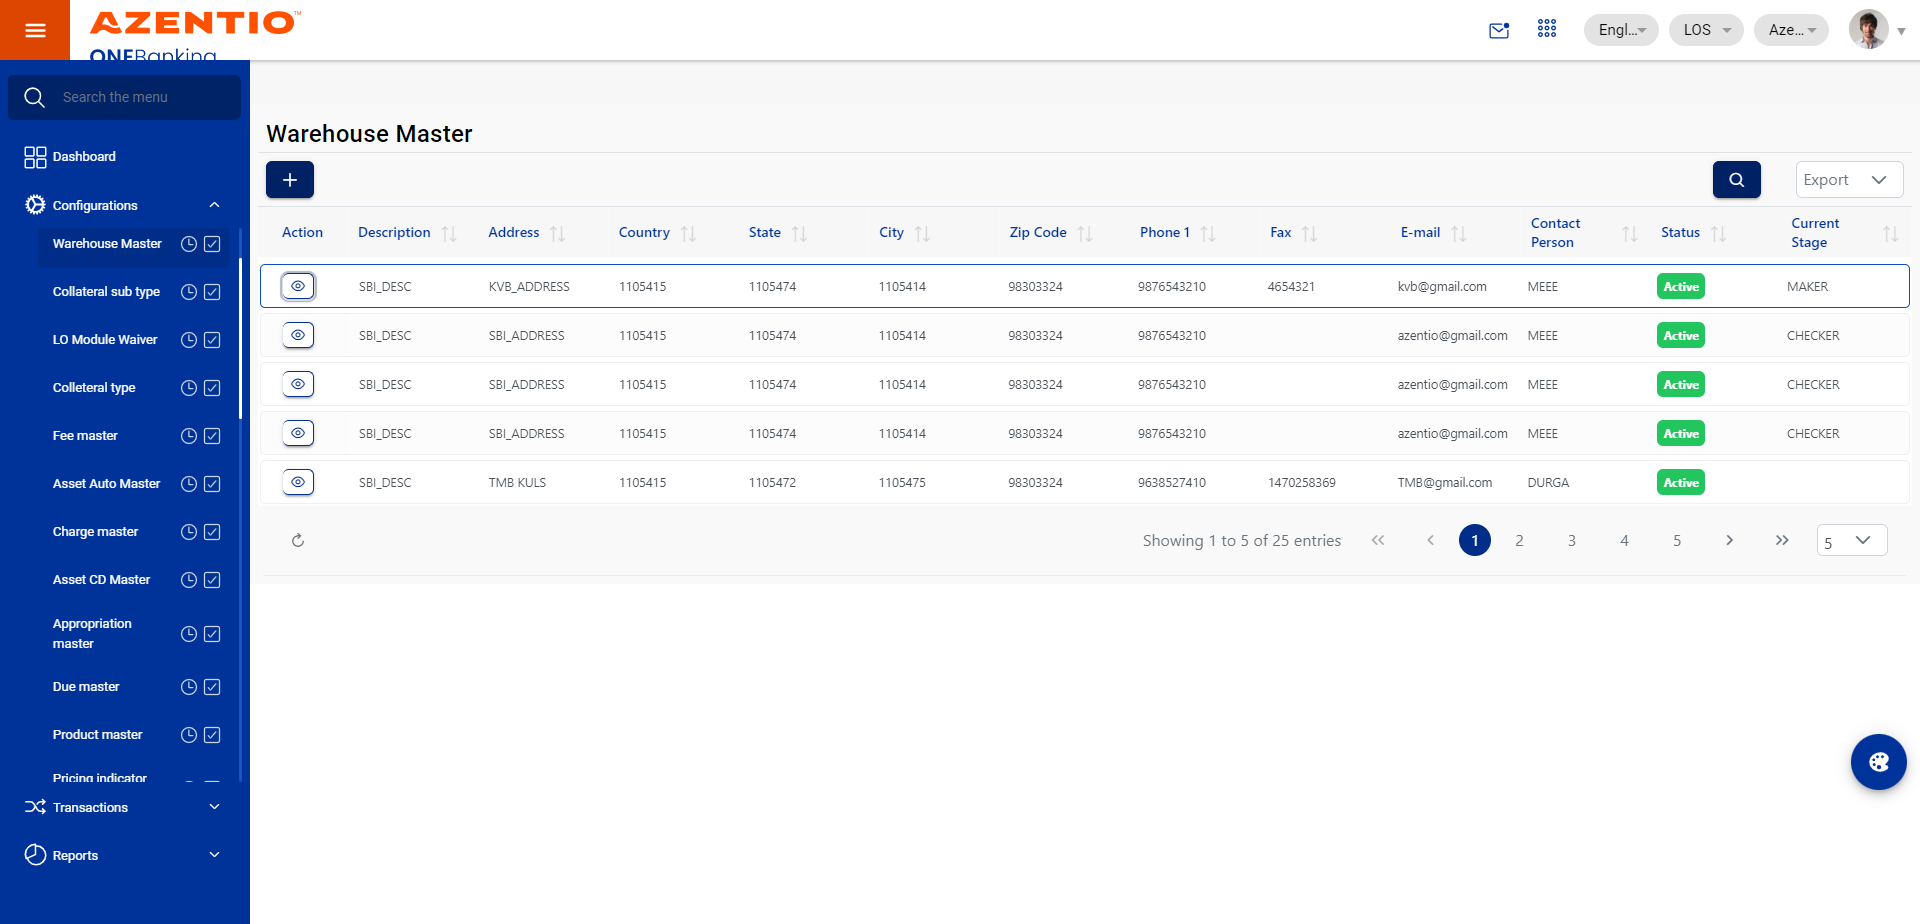 AZENTIO™
ONEBanking
Engl...
LOS
Aze...
Search the menu
Dashboard
Configurations
Warehouse Master
Collateral sub type
LO Module Waiver
Colleteral type
Fee master
Asset Auto Master
Charge master
Asset CD Master
Appropriation
master
Due master
Product master
Pricing indicator
Transactions
Reports
Warehouse Master
+
Export
Action Description Address Country State City Zip Code Phone 1 Fax E-mail Contact Person Status Current Stage
SBI_DESC KVB_ADDRESS 1105415 1105474 1105414 98303324 9876543210 4654321 kvb@gmail.com MEEE Active MAKER
SBI_DESC SBI_ADDRESS 1105415 1105474 1105414 98303324 9876543210 azentio@gmail.com MEEE Active CHECKER
SBI_DESC SBI_ADDRESS 1105415 1105474 1105414 98303324 9876543210 azentio@gmail.com MEEE Active CHECKER
SBI_DESC SBI_ADDRESS 1105415 1105474 1105414 98303324 9876543210 azentio@gmail.com MEEE Active CHECKER
SBI_DESC TMB KULS 1105415 1105472 1105475 98303324 9638527410 1470258369 TMB@gmail.com DURGA Active
Showing 1 to 5 of 25 entries 1 2 3 4 5 5